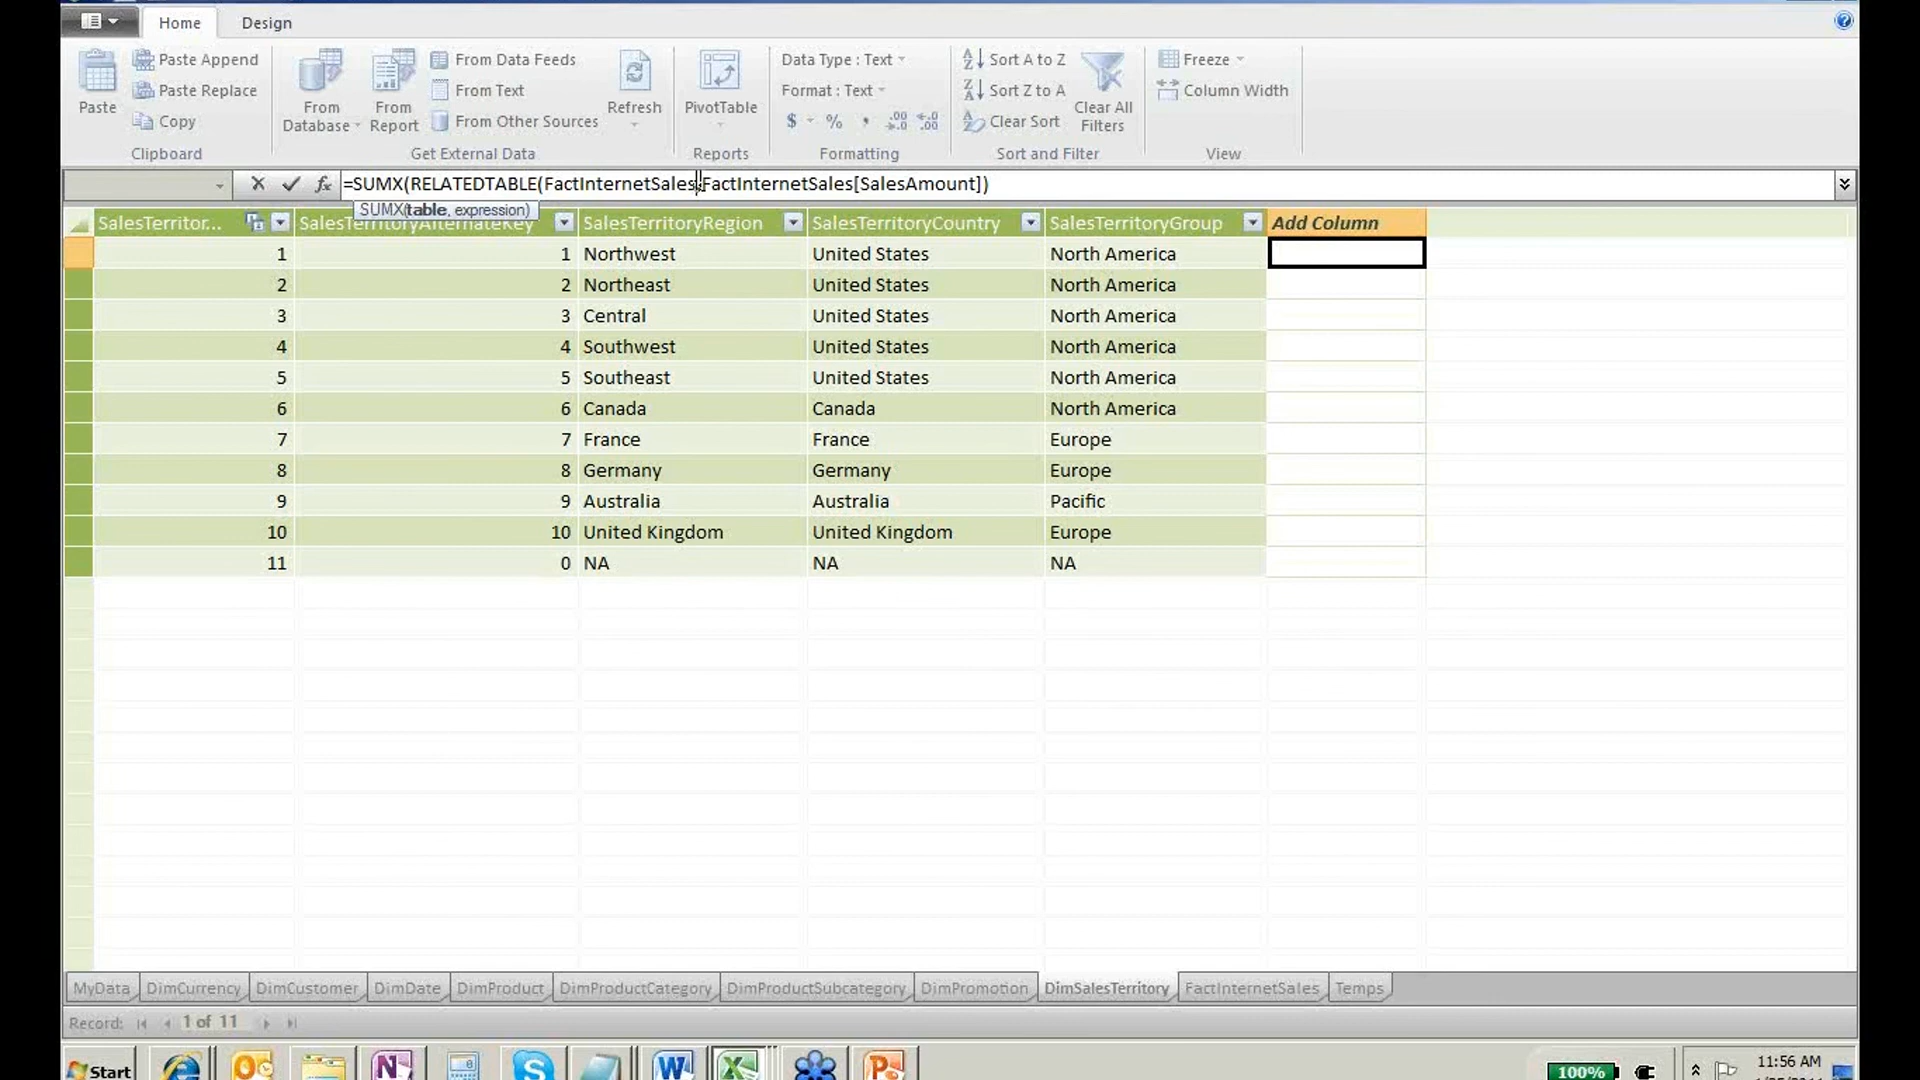 Home Design
Paste
Paste Append
Paste Replace
Copy
Clipboard
From Database
From Report
From Data Feeds
From Text
From Other Sources
Refresh
Get External Data
PivotTable
Reports
Data Type : Text
Format : Text
$ % , .00 →.0 ←.0 .00
Formatting
Sort A to Z
Sort Z to A
Clear Sort
Clear All Filters
Sort and Filter
Freeze
Column Width
View
fx =SUMX(RELATEDTABLE(FactInternetSales),FactInternetSales[SalesAmount])
SUMX(table, expression)
SalesTerritor... SalesTerritoryAlternateKey SalesTerritoryRegion SalesTerritoryCountry SalesTerritoryGroup Add Column
1 1 Northwest United States North America
2 2 Northeast United States North America
3 3 Central United States North America
4 4 Southwest United States North America
5 5 Southeast United States North America
6 6 Canada Canada North America
7 7 France France Europe
8 8 Germany Germany Europe
9 9 Australia Australia Pacific
10 10 United Kingdom United Kingdom Europe
11 0 NA NA NA
MyData DimCurrency DimCustomer DimDate DimProduct DimProductCategory DimProductSubcategory DimPromotion DimSalesTerritory FactInternetSales Temps
Record: 1 of 11
Start 100% 11:56 AM